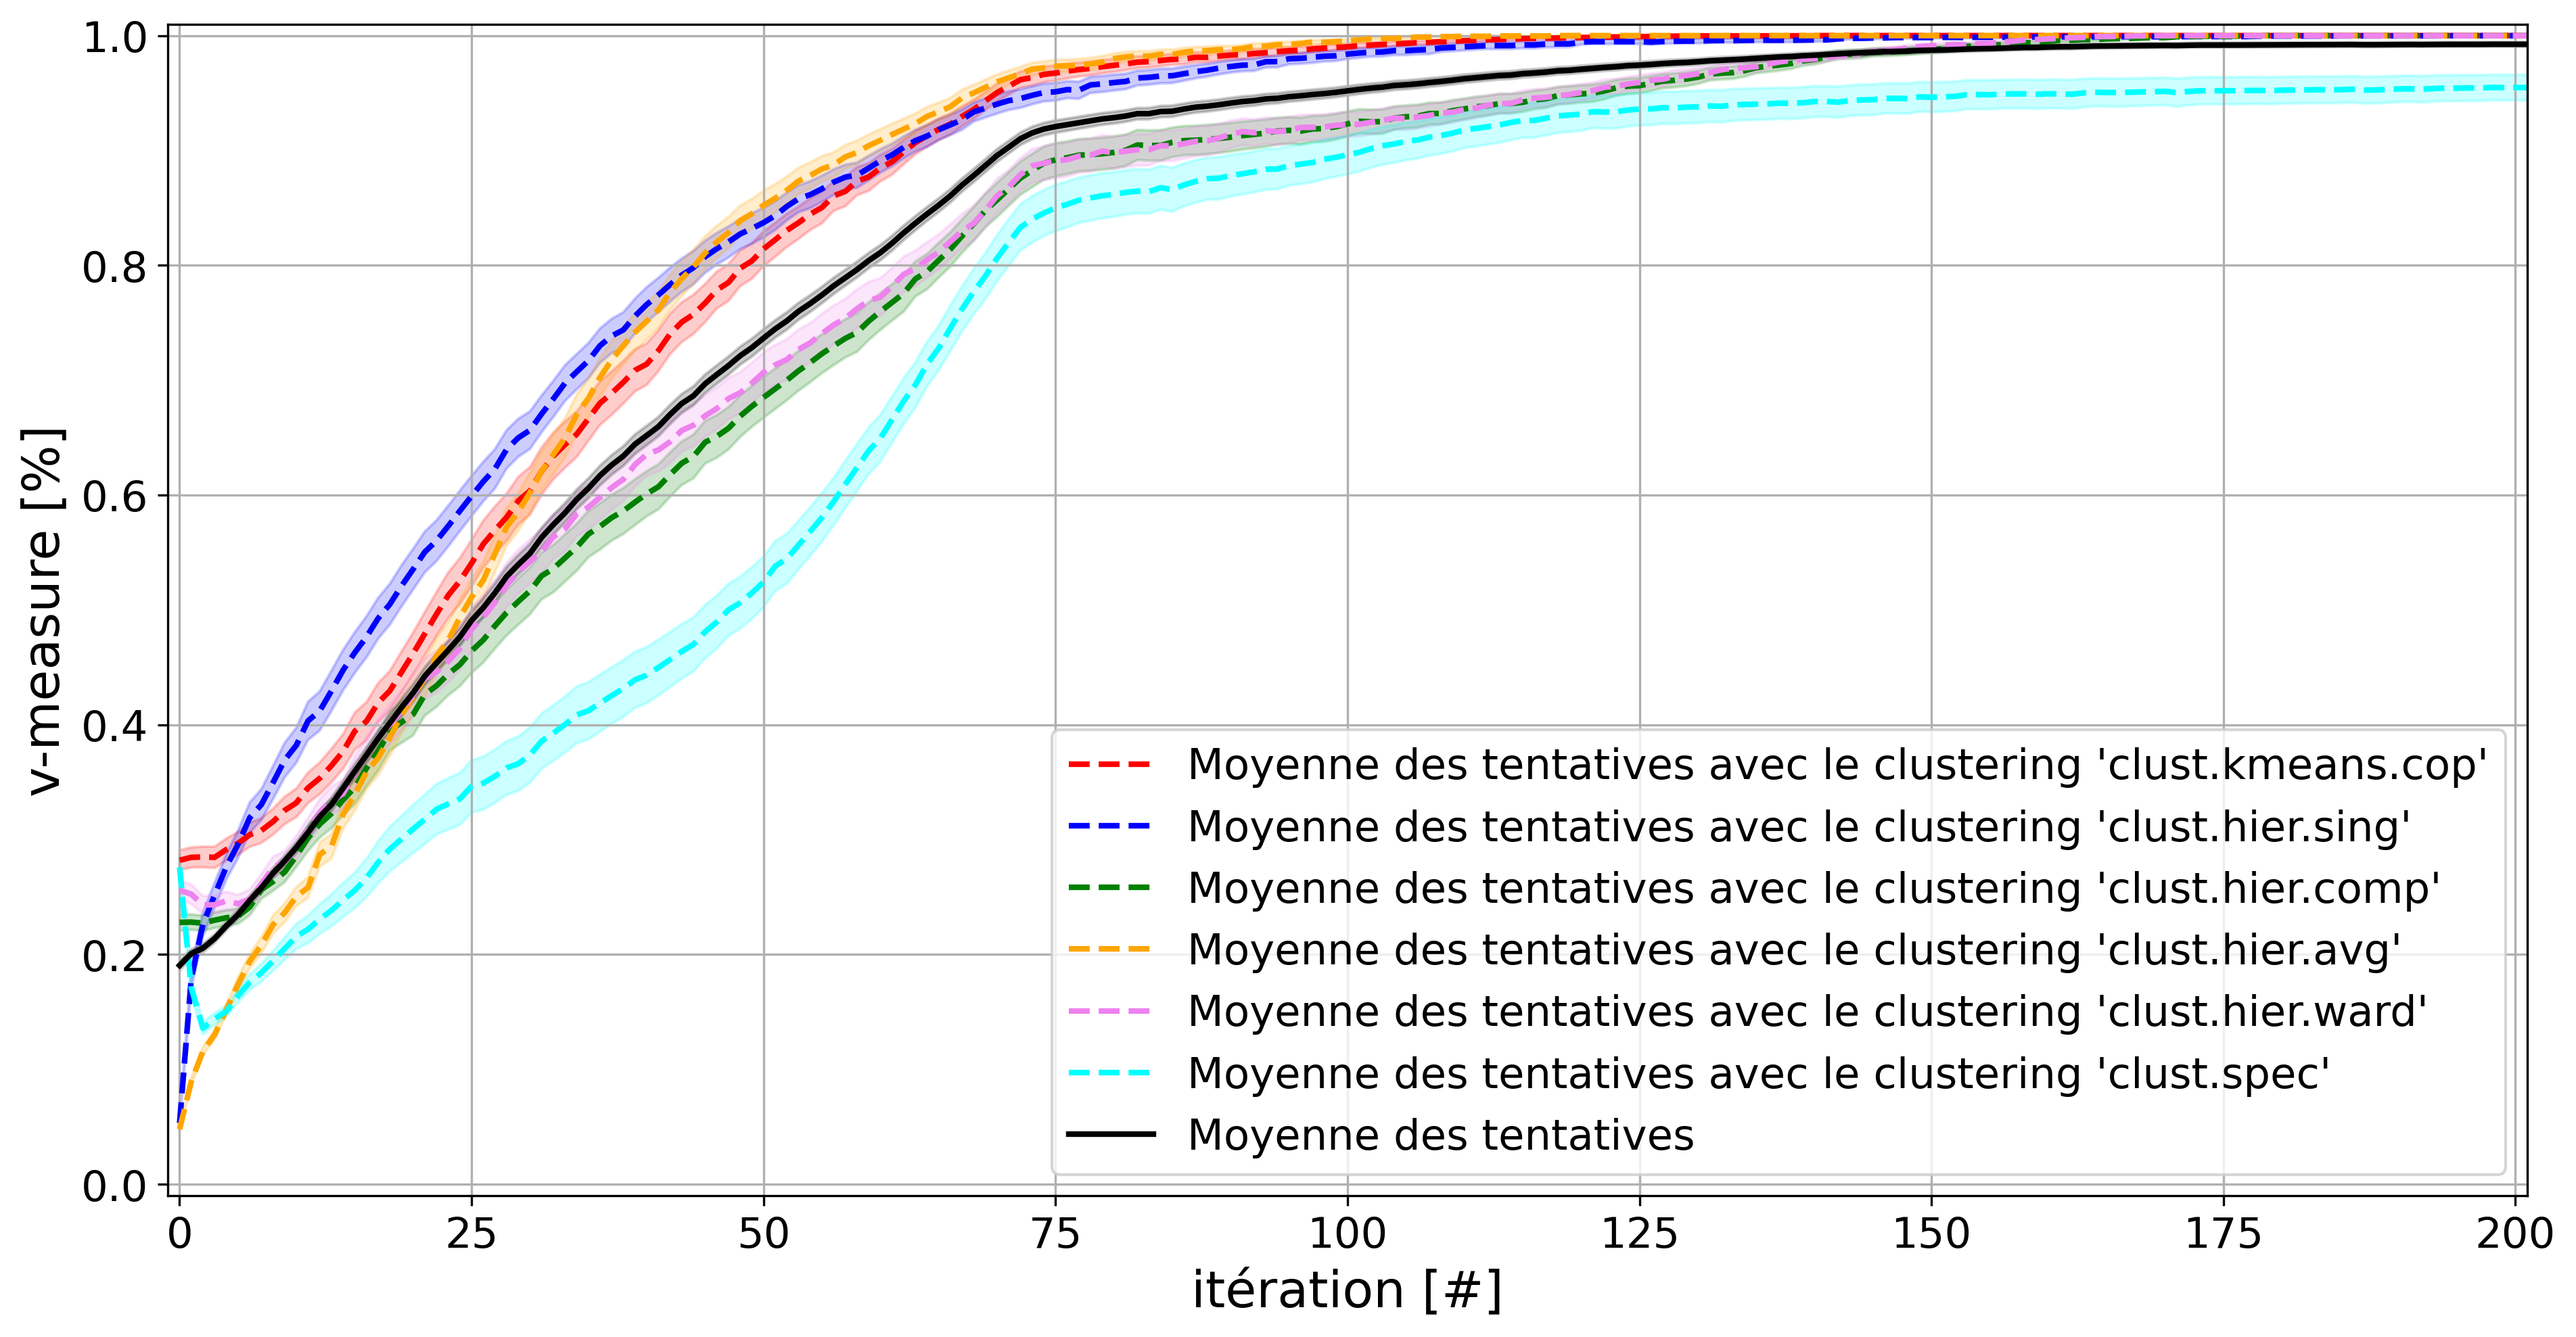 v-measure [%]
1.0
0.8
0.6
0.4
0.2
0.0
Moyenne des tentatives avec le clustering 'clust.kmeans.cop'
Moyenne des tentatives avec le clustering 'clust.hier.sing'
Moyenne des tentatives avec le clustering 'clust.hier.comp'
Moyenne des tentatives avec le clustering 'clust.hier.avg'
Moyenne des tentatives avec le clustering 'clust.hier.ward'
Moyenne des tentatives avec le clustering 'clust.spec'
Moyenne des tentatives
0 25 50 75 100 125 150 175 200
itération [#]